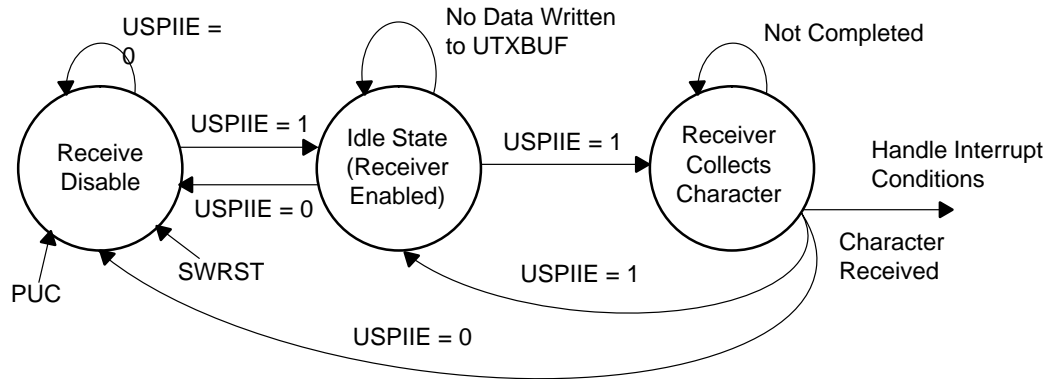 USPIIE =
0
No Data Written
to UTXBUF
Not Completed
Receive
Disable
USPIIE = 1
USPIIE = 0
Idle State
(Receiver
Enabled)
USPIIE = 1
Receiver
Collects
Character
Handle Interrupt
Conditions
Character
Received
PUC
SWRST
USPIIE = 1
USPIIE = 0